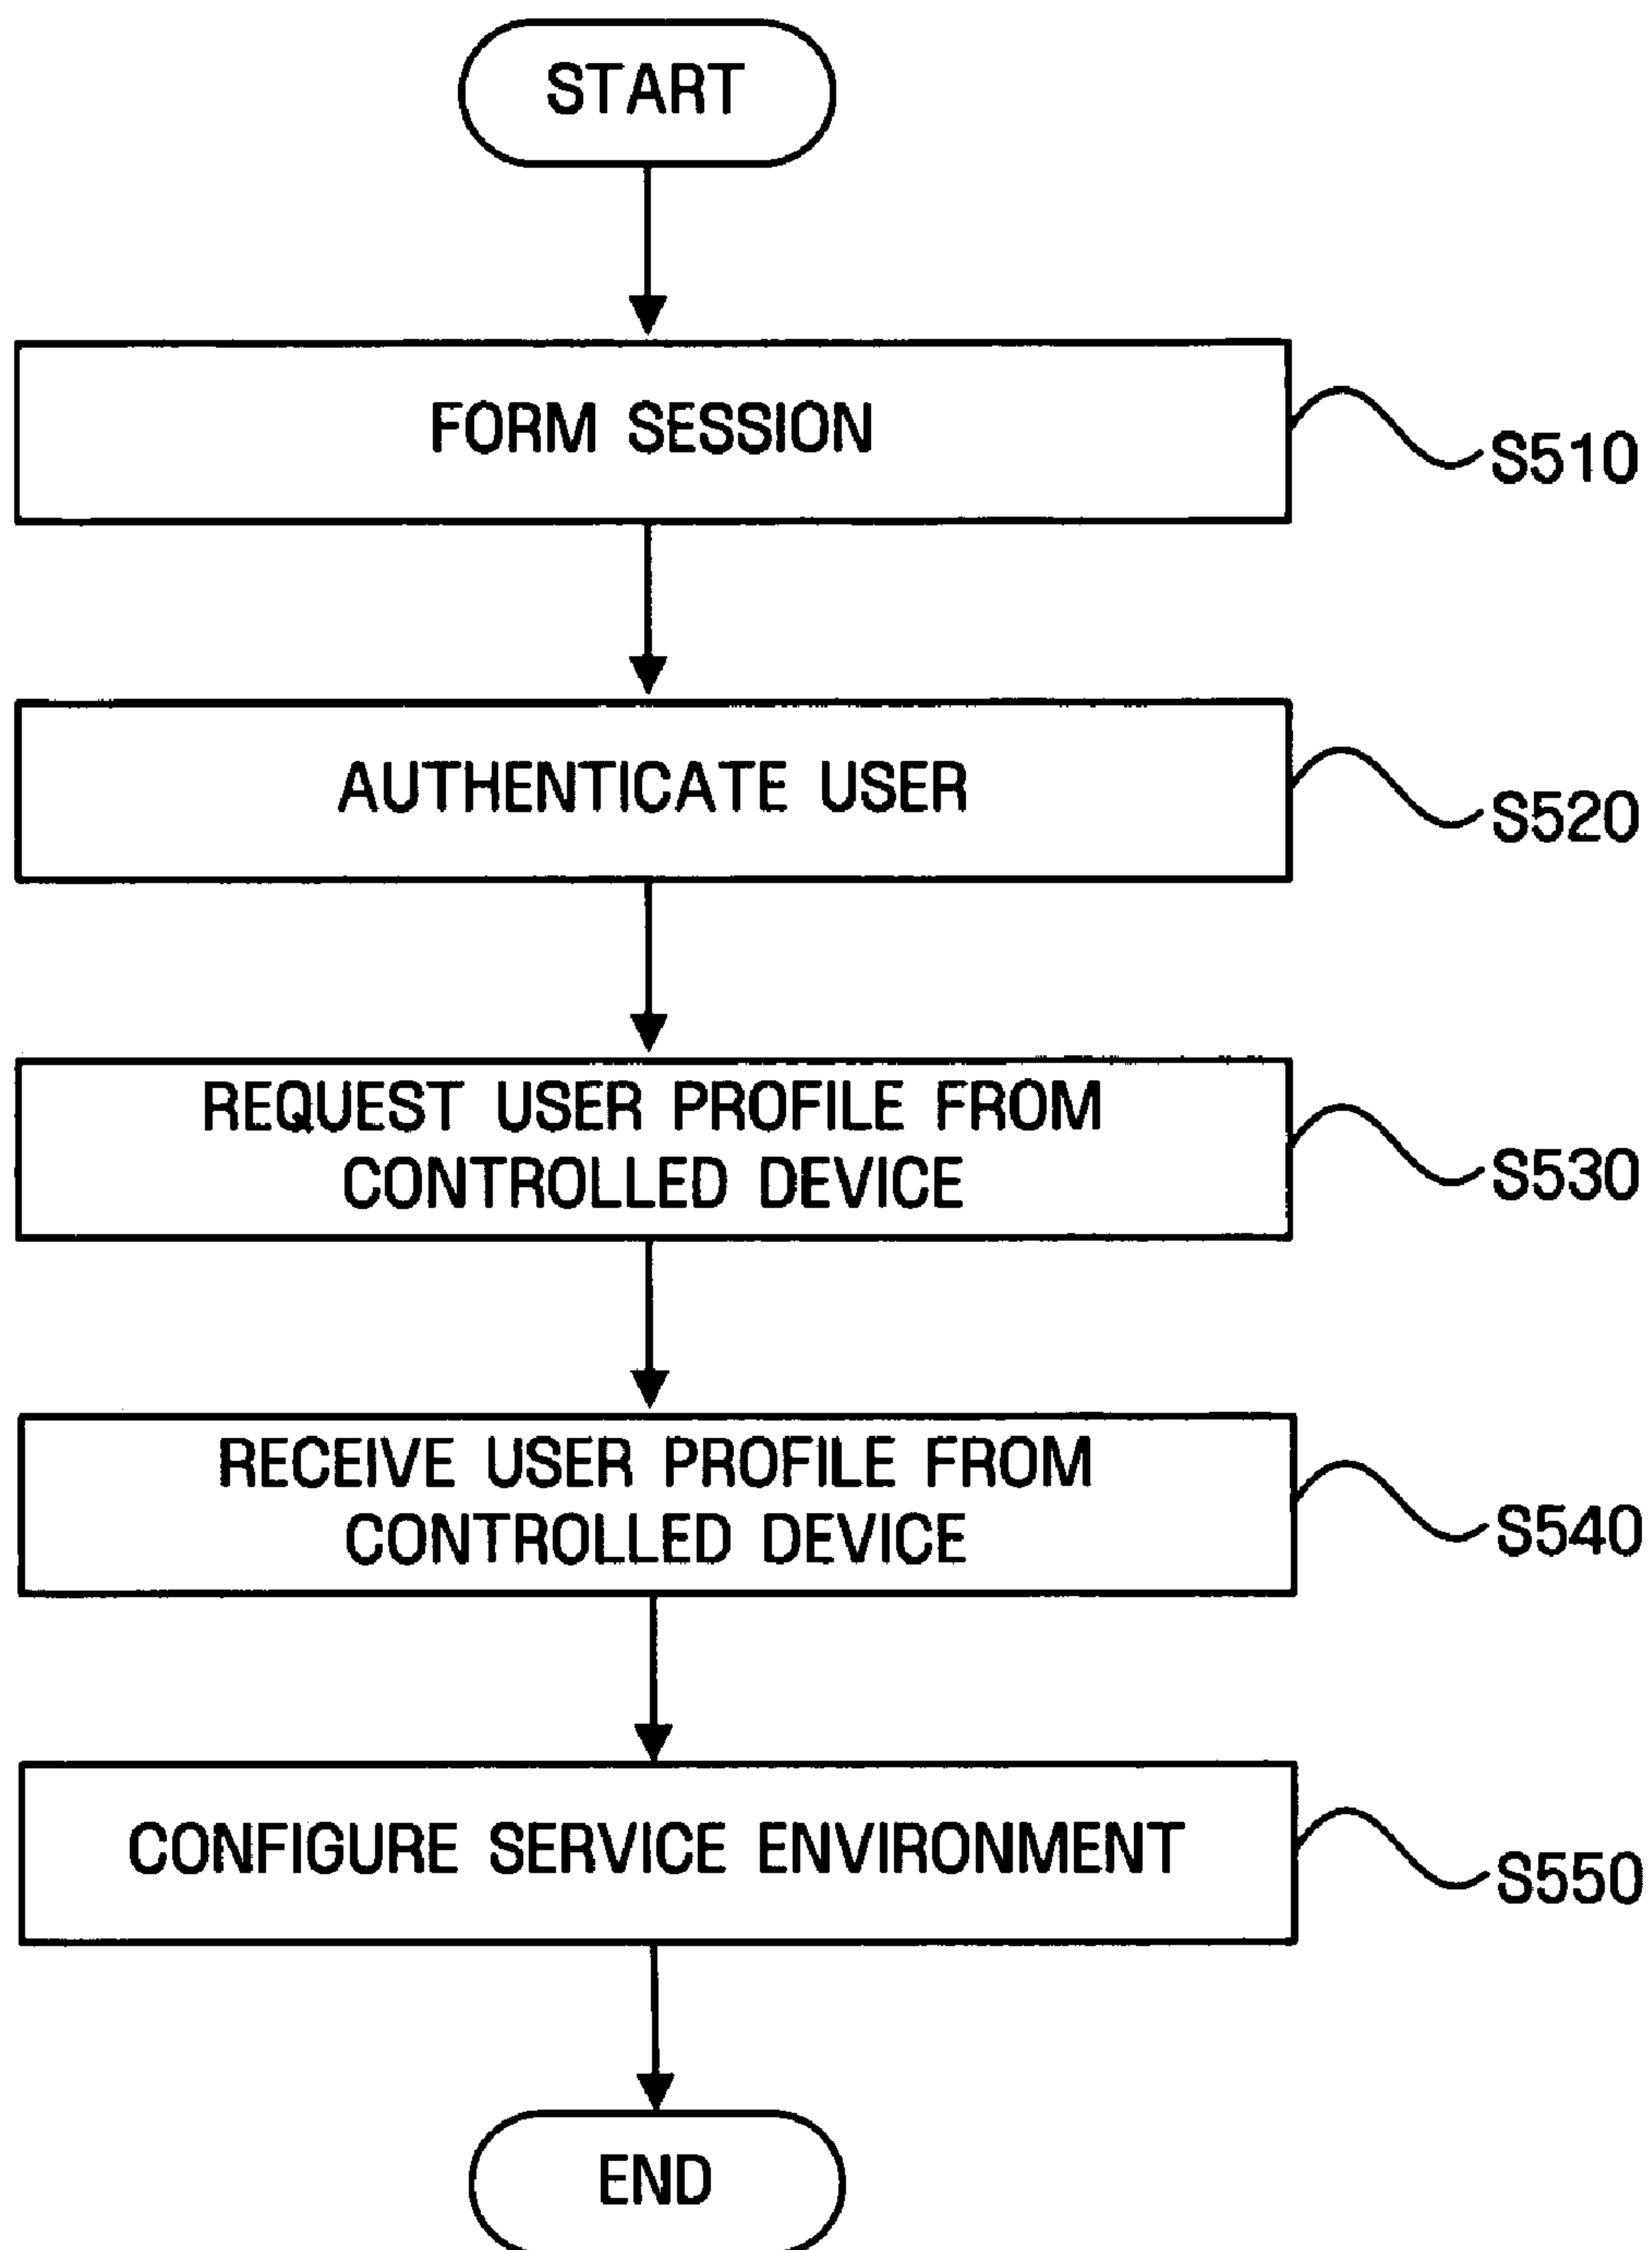 START
FORM SESSION
S510
AUTHENTICATE USER
S520
REQUEST USER PROFILE FROM
CONTROLLED DEVICE
S530
RECEIVE USER PROFILE FROM
CONTROLLED DEVICE
S540
CONFIGURE SERVICE ENVIRONMENT
S550
END